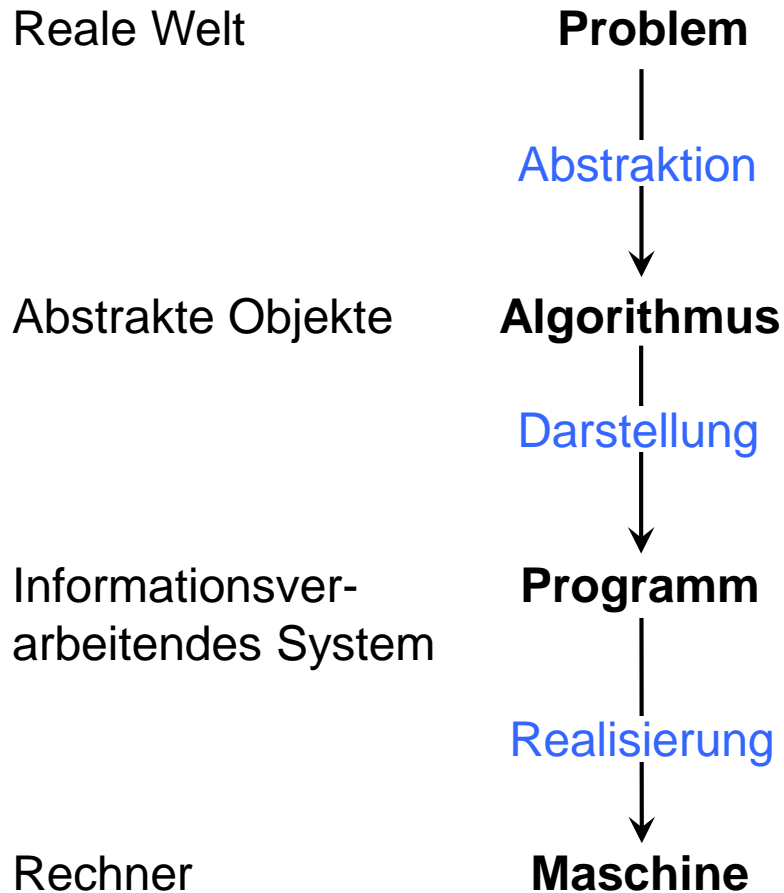 Reale Welt Problem
Abstraktion
Abstrakte Objekte Algorithmus
Darstellung
Informationsver- Programm
arbeitendes System
Realisierung
Rechner Maschine